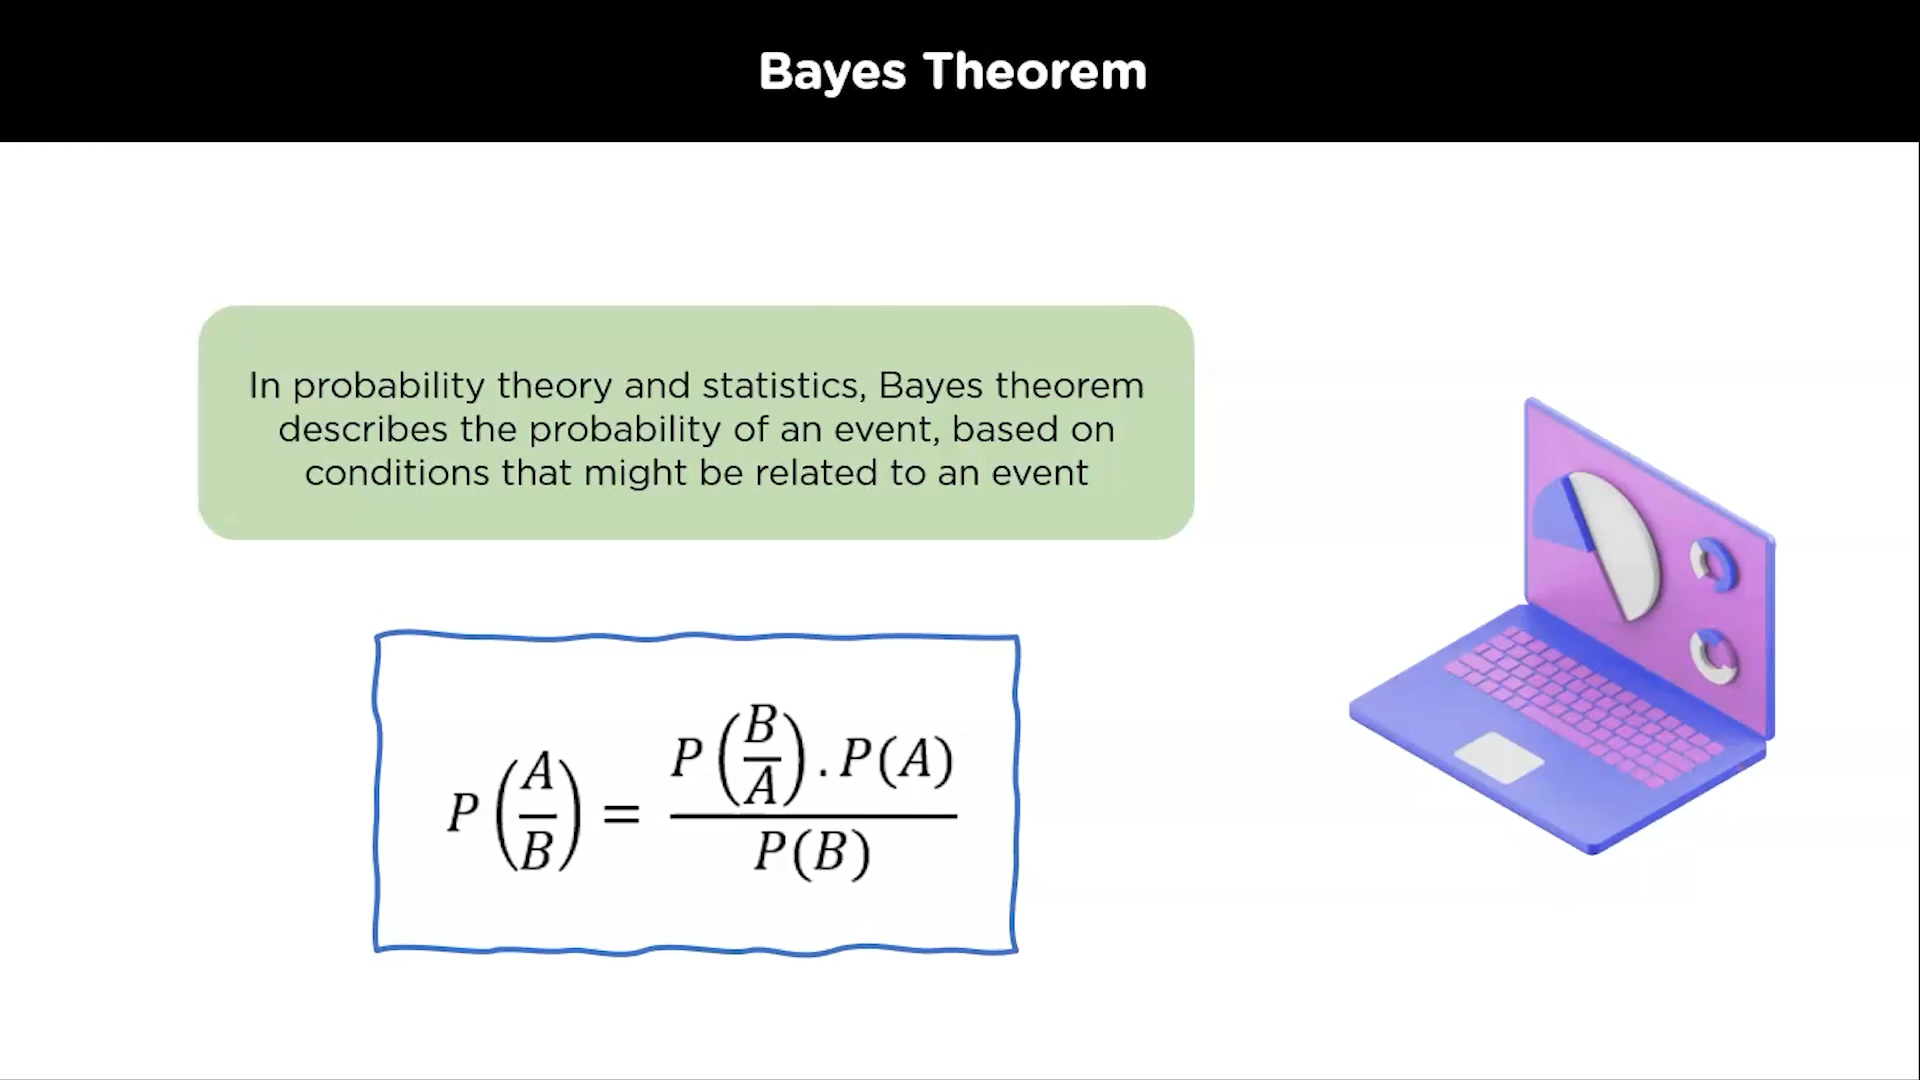 Bayes Theorem
In probability theory and statistics, Bayes theorem
describes the probability of an event, based on
conditions that might be related to an event
P(A/B) = P(B/A) . P(A) / P(B)